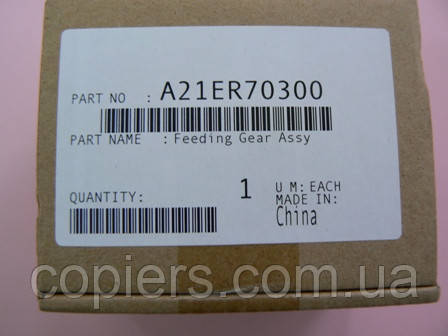 PART NO : A21ER70300
PART NAME : Feeding Gear Assy
QUANTITY: 1 U M: EACH
MADE IN:
China
copiers.com.ua